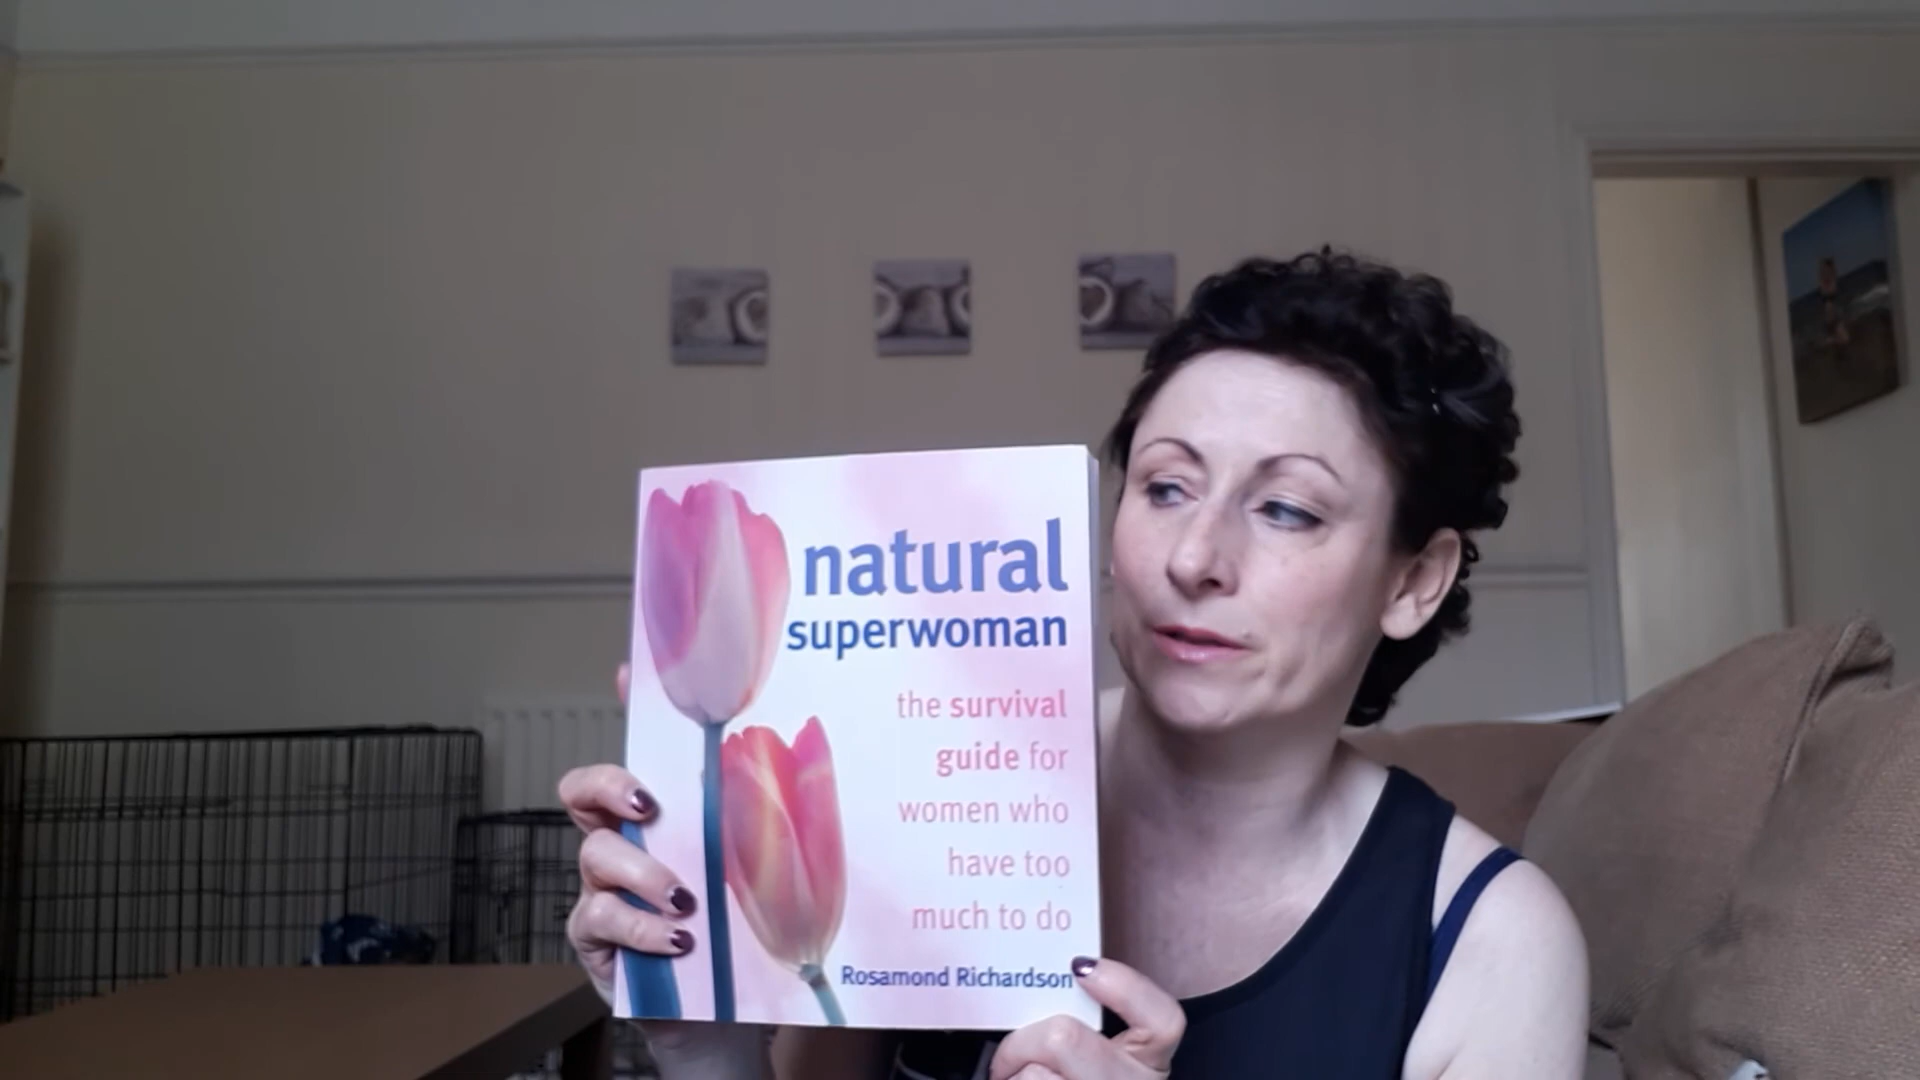 natural
superwoman
the survival
guide for
women who
have too
much to do
Rosamond Richardson